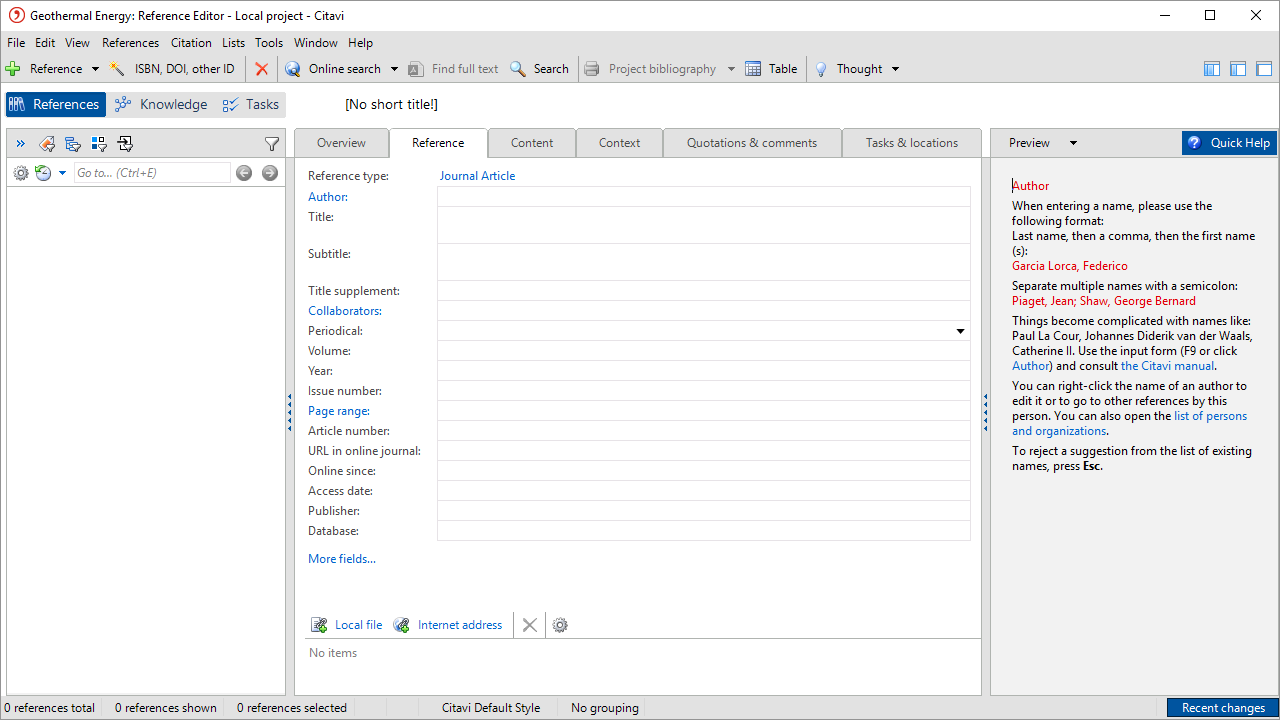 Geothermal Energy: Reference Editor - Local project - Citavi
File Edit View References Citation Lists Tools Window Help
Reference ISBN, DOI, other ID Online search Find full text Search Project bibliography Table Thought
References Knowledge Tasks [No short title!]
Overview Reference Content Context Quotations & comments Tasks & locations
Preview Quick Help
Go to... (Ctrl+E)
Reference type: Journal Article
Author:
Title:
Subtitle:
Title supplement:
Collaborators:
Periodical:
Volume:
Year:
Issue number:
Page range:
Article number:
URL in online journal:
Online since:
Access date:
Publisher:
Database:
More fields...
Local file Internet address
No items
Author
When entering a name, please use the
following format:
Last name, then a comma, then the first name
(s):
Garcia Lorca, Federico
Separate multiple names with a semicolon:
Piaget, Jean; Shaw, George Bernard
Things become complicated with names like:
Paul La Cour, Johannes Diderik van der Waals,
Catherine II. Use the input form (F9 or click
Author) and consult the Citavi manual.
You can right-click the name of an author to
edit it or to go to other references by this
person. You can also open the list of persons
and organizations.
To reject a suggestion from the list of existing
names, press Esc.
0 references total 0 references shown 0 references selected Citavi Default Style No grouping Recent changes